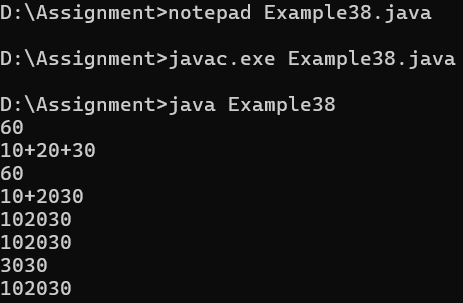 D:\Assignment>notepad Example38.java
D:\Assignment>javac.exe Example38.java
D:\Assignment>java Example38
60
10+20+30
60
10+2030
102030
102030
3030
102030